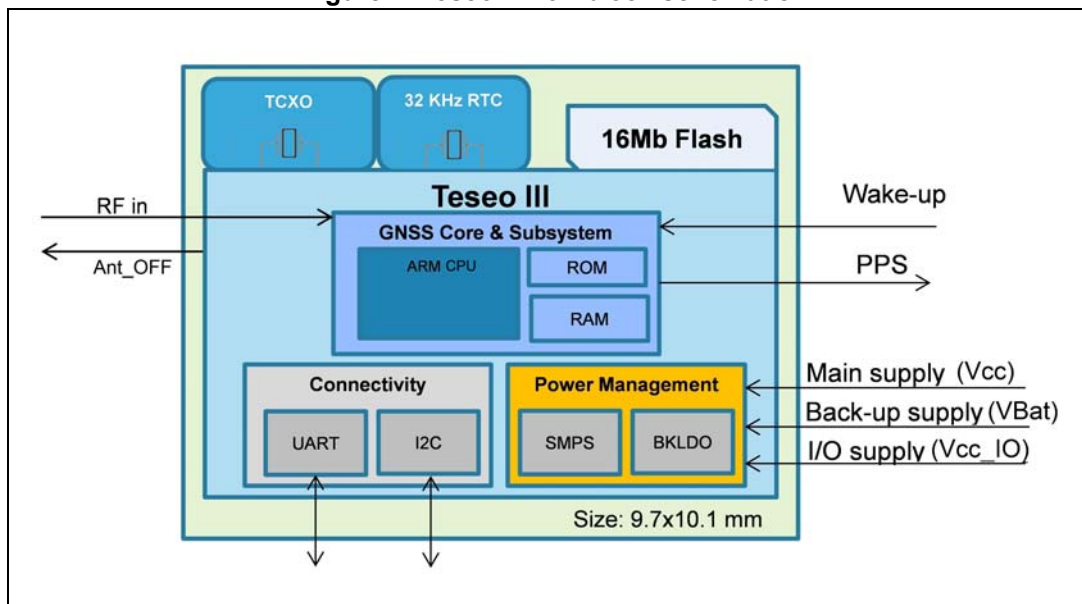 TCXO
32 KHz RTC
16Mb Flash
Teseo III
RF in
Wake-up
GNSS Core & Subsystem
ARM CPU
ROM
Ant_OFF
PPS
RAM
Connectivity
Power Management
Main supply (Vcc)
Back-up supply (VBat)
UART
I2C
SMPS
BKLDO
I/O supply (Vcc_IO)
Size: 9.7x10.1 mm